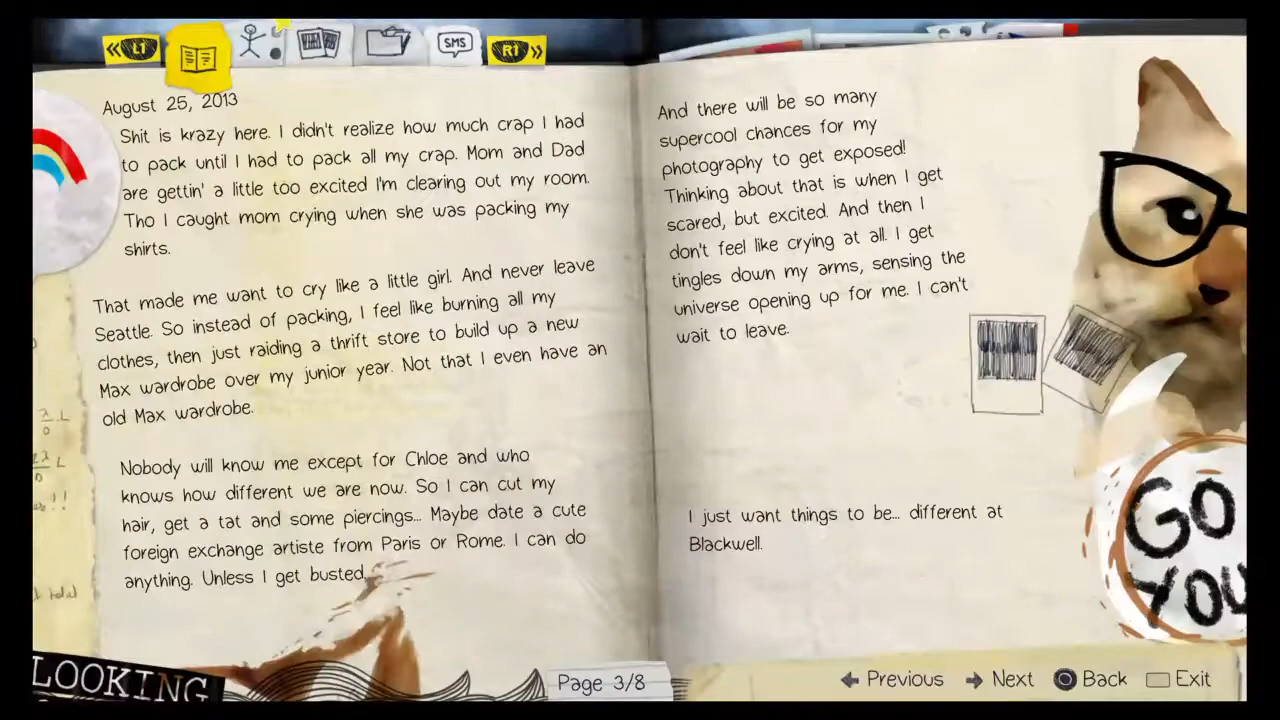 L1
SMS
R1
August 25, 2013
Shit is krazy here. I didn't realize how much crap I had
to pack until I had to pack all my crap. Mom and Dad
are gettin' a little too excited I'm clearing out my room.
Tho I caught mom crying when she was packing my
shirts.
That made me want to cry like a little girl. And never leave
Seattle. So instead of packing, I feel like burning all my
clothes, then just raiding a thrift store to build up a new
Max wardrobe over my junior year. Not that I even have an
old Max wardrobe.
Nobody will know me except for Chloe and who
knows how different we are now. So I can cut my
hair, get a tat and some piercings... Maybe date a cute
foreign exchange artiste from Paris or Rome. I can do
anything. Unless I get busted.
And there will be so many
supercool chances for my
photography to get exposed!
Thinking about that is when I get
scared, but excited. And then I
don't feel like crying at all. I get
tingles down my arms, sensing the
universe opening up for me. I can't
wait to leave.
I just want things to be... different at
Blackwell.
GO
YOU
LOOKING
Page 3/8
Previous
Next
Back
Exit